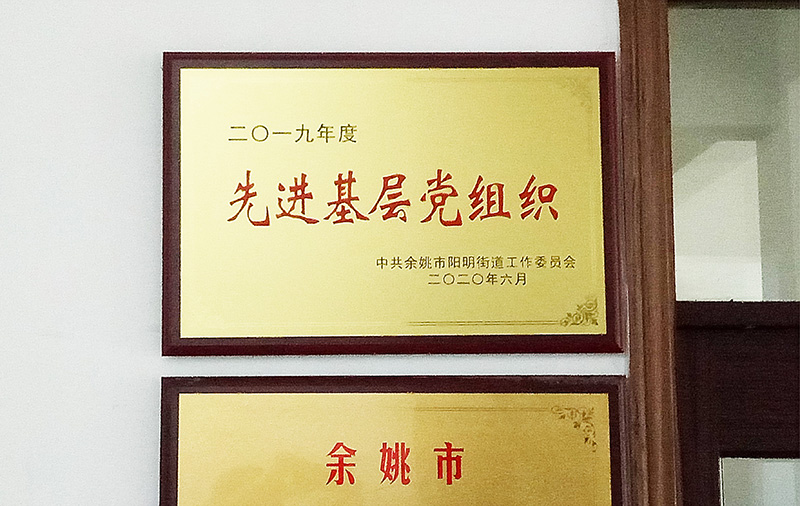 二〇一九年度
先进基层党组织
中共余姚市阳明街道工作委员会
二〇二〇年六月
余姚市